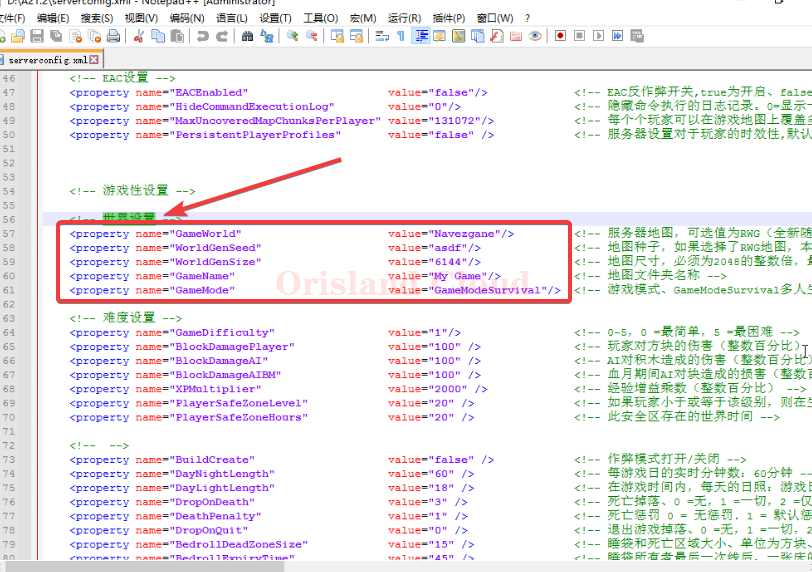 D:\A21.2\serverconfig.xml - Notepad++ [Administrator]
文件(F) 编辑(E) 搜索(S) 视图(V) 编码(N) 语言(L) 设置(T) 工具(O) 宏(M) 运行(R) 插件(P) 窗口(W) ?
serverconfig.xml
46 <!-- EAC设置 -->
47 <property name="EACEnabled" value="false"/> <!-- EAC反作弊开关,true为开启、false
48 <property name="HideCommandExecutionLog" value="0"/> <!-- 隐藏命令执行的日志记录。0=显示一
49 <property name="MaxUncoveredMapChunksPerPlayer" value="131072"/> <!-- 每个个玩家可以在游戏地图上覆盖多
50 <property name="PersistentPlayerProfiles" value="false" /> <!-- 服务器设置对于玩家的时效性,默认
51
52
53
54 <!-- 游戏性设置 -->
55
56 <!-- 世界设置 -->
57 <property name="GameWorld" value="Navezgane"/> <!-- 服务器地图，可选值为RWG（全新随
58 <property name="WorldGenSeed" value="asdf"/> <!-- 地图种子，如果选择了RWG地图，本
59 <property name="WorldGenSize" value="6144"/> <!-- 地图尺寸，必须为2048的整数倍，最
60 <property name="GameName" value="My Game"/> <!-- 地图文件夹名称 -->
61 <property name="GameMode" value="GameModeSurvival"/> <!-- 游戏模式、GameModeSurvival多人生
Orisland Cloud
62
63 <!-- 难度设置 -->
64 <property name="GameDifficulty" value="1"/> <!-- 0-5，0 =最简单，5 =最困难 -->
65 <property name="BlockDamagePlayer" value="100" /> <!-- 玩家对方块的伤害（整数百分比）
66 <property name="BlockDamageAI" value="100" /> <!-- AI对积木造成的伤害（整数百分比）
67 <property name="BlockDamageAIBM" value="100" /> <!-- 血月期间AI对块造成的损害（整数百
68 <property name="XPMultiplier" value="2000" /> <!-- 经验增益乘数（整数百分比） -->
69 <property name="PlayerSafeZoneLevel" value="20" /> <!-- 如果玩家小于或等于该级别，则在生
70 <property name="PlayerSafeZoneHours" value="20" /> <!-- 此安全区存在的世界时间 -->
71
72 <!-- -->
73 <property name="BuildCreate" value="false" /> <!-- 作弊模式打开/关闭 -->
74 <property name="DayNightLength" value="60" /> <!-- 每游戏日的实时分钟数：60分钟 --
75 <property name="DayLightLength" value="18" /> <!-- 在游戏时间内，每天的日照：游戏日
76 <property name="DropOnDeath" value="3" /> <!-- 死亡掉落、0 =无，1 =一切，2 =仅
77 <property name="DeathPenalty" value="1" /> <!-- 死亡惩罚 0 = 无惩罚．1 = 默认惩
78 <property name="DropOnQuit" value="0" /> <!-- 退出游戏掉落、0 =无，1 =一切，2
79 <property name="BedrollDeadZoneSize" value="15" /> <!-- 睡袋和死亡区域大小、单位为方块、
80 <property name="BedrollExpiryTime" value="45" /> <!-- 睡袋所有者最后一次线后，一张床的